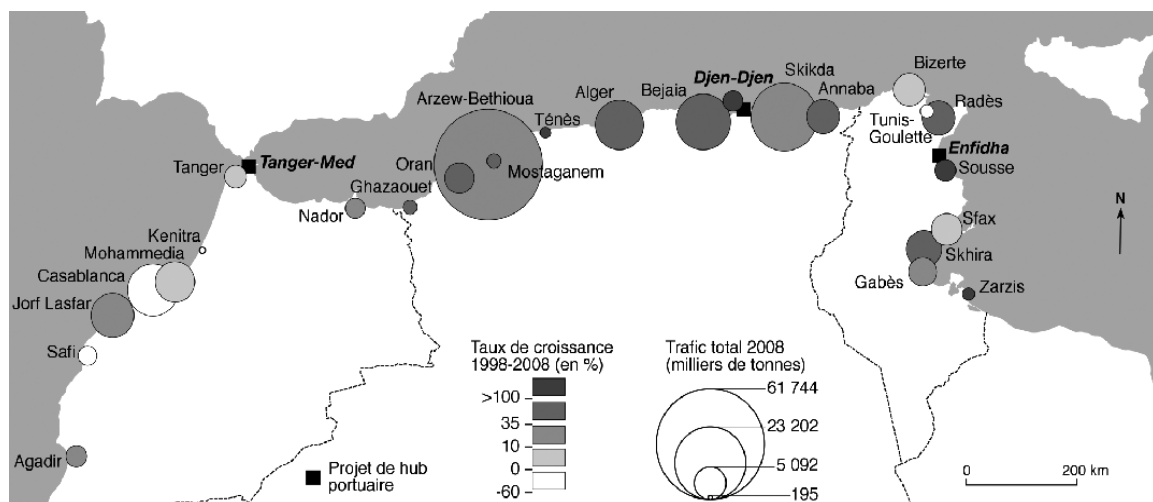 Bizerte
Djen-Djen
Skikda
Arzew-Bethioua
Alger
Bejaia
Annaba
Radès
Ténès
Tunis-
Goulette
Enfidha
Tanger
Tanger-Med
Oran
Mostaganem
Sousse
Ghazaouet
Nador
N
Sfax
Kenitra
Mohammedia
Skhira
Casablanca
Gabès
Zarzis
Jorf Lasfar
Safi
Taux de croissance
1998-2008 (en %)
>100
35
10
0
-60
Trafic total 2008
(milliers de tonnes)
61 744
23 202
5 092
195
Agadir
Projet de hub
portuaire
0 200 km